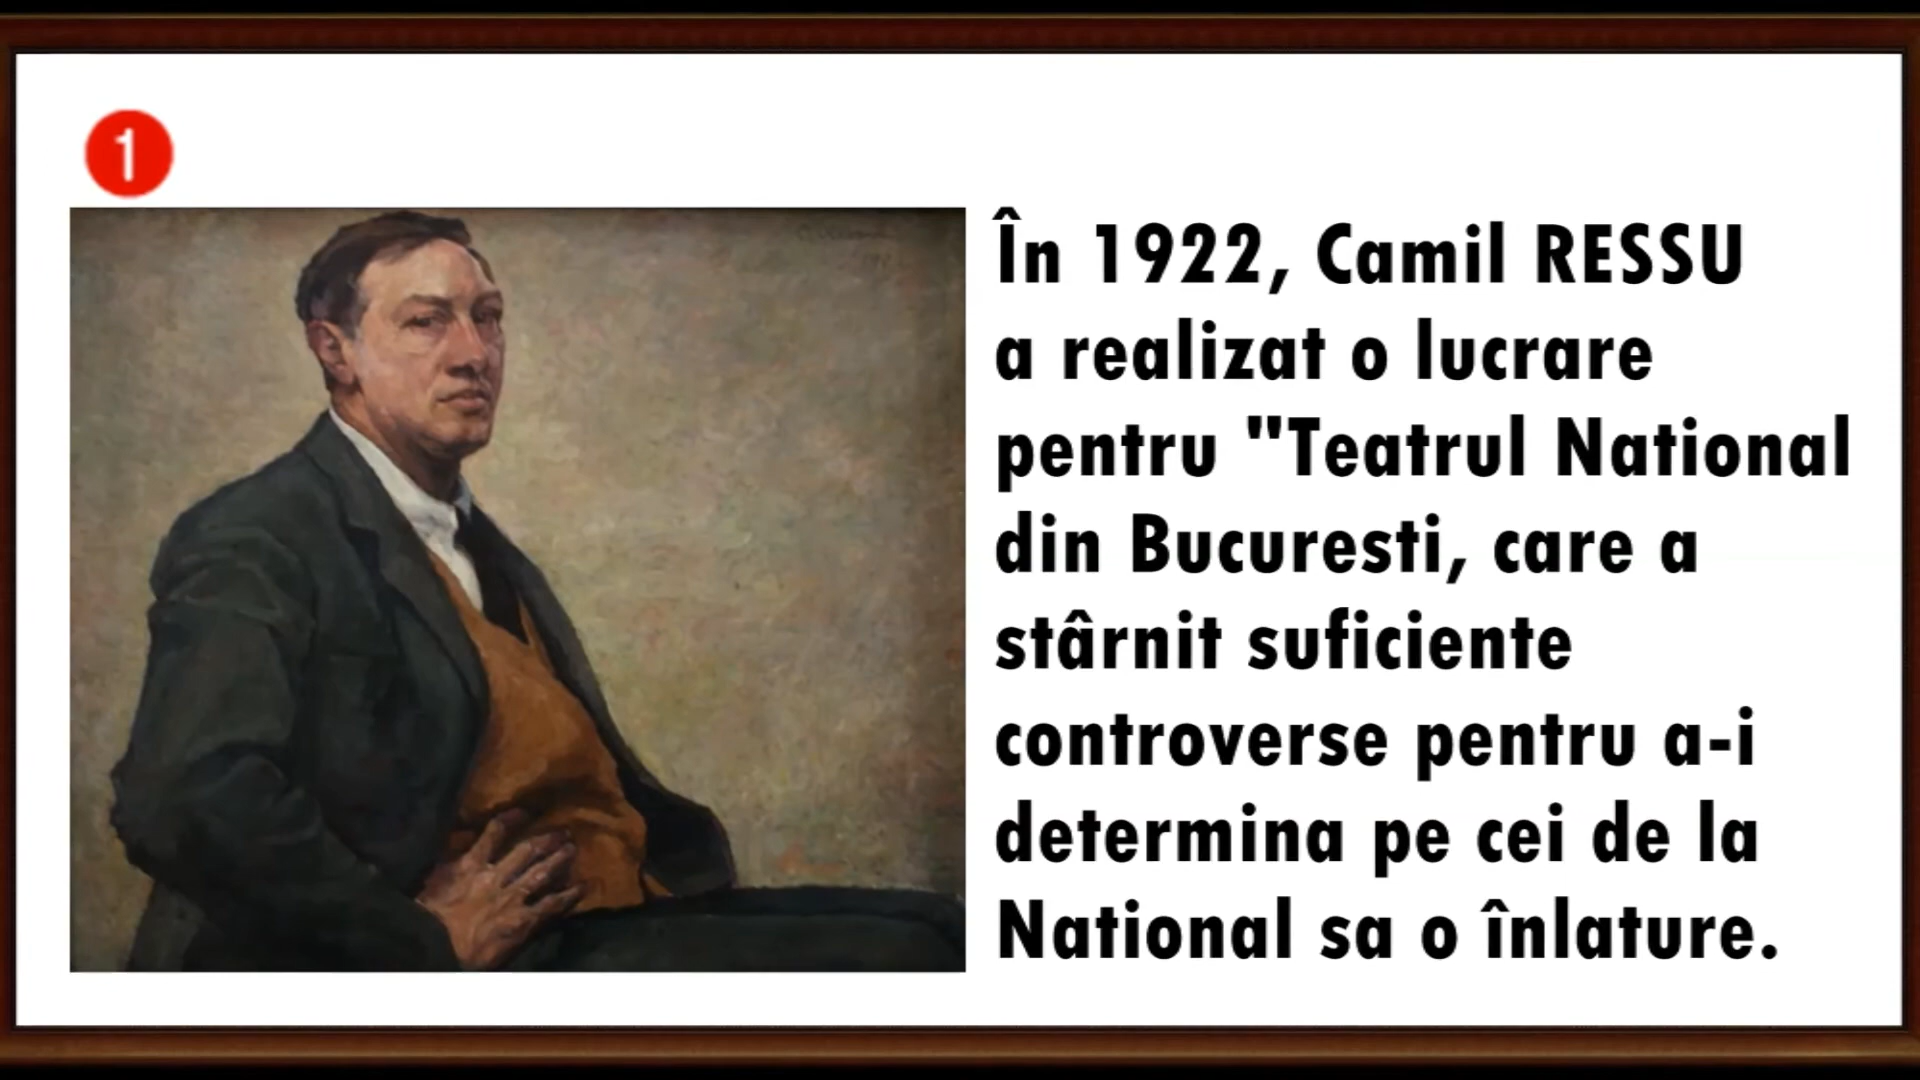 1
În 1922, Camil RESSU
a realizat o lucrare
pentru "Teatrul National
din Bucuresti, care a
stârnit suficiente
controverse pentru a-i
determina pe cei de la
National sa o înlature.